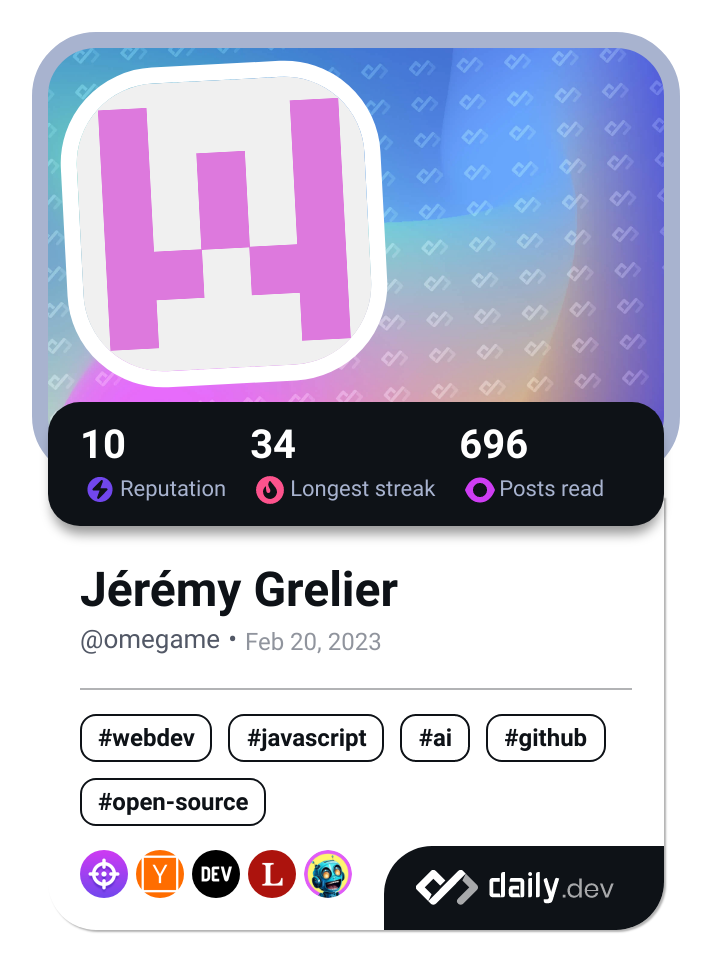 10 34 696
Reputation Longest streak Posts read
Jérémy Grelier
@omegame • Feb 20, 2023
#webdev #javascript #ai #github
#open-source
Y DEV L
daily.dev